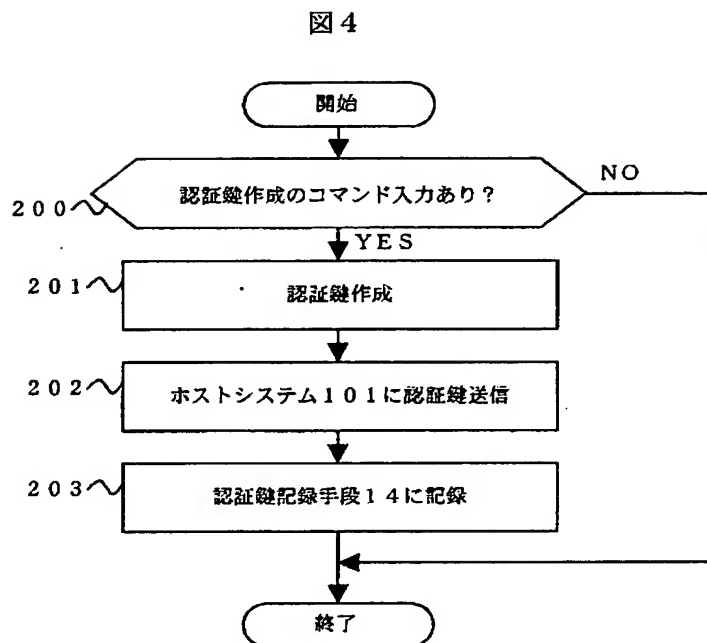 図4
開始
認証鍵作成のコマンド入力あり?
NO
200
YES
201
認証鍵作成
202
ホストシステム101に認証鍵送信
203
認証鍵記録手段14に記録
終了